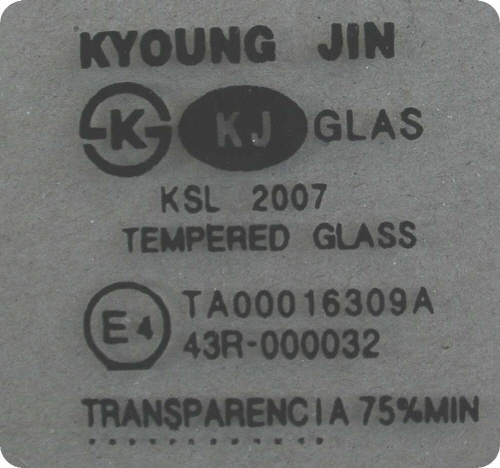 KYOUNG JIN
K KJ GLAS
KSL 2007
TEMPERED GLASS
E4 TA00016309A
43R-000032
TRANSPARENCIA 75%MIN